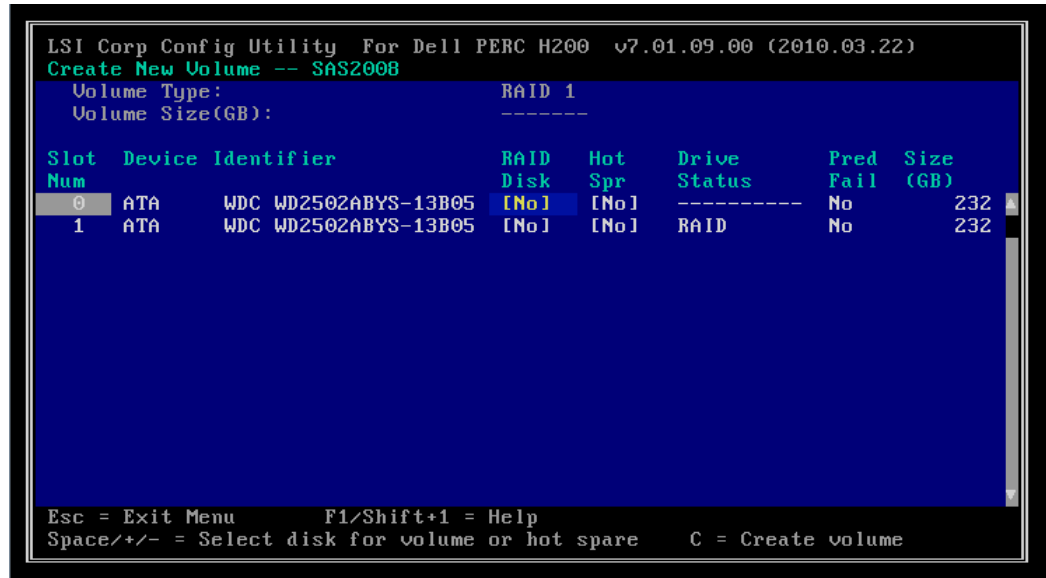 LSI Corp Config Utility For Dell PERC H200 v7.01.09.00 (2010.03.22)
Create New Volume -- SAS2008
Volume Type: RAID 1
Volume Size(GB): -------
Slot Device Identifier RAID Hot Drive Pred Size
Num Disk Spr Status Fail (GB)
0 ATA WDC WD2502ABYS-13B05 [No] [No] ---------- No 232
1 ATA WDC WD2502ABYS-13B05 [No] [No] RAID No 232
Esc = Exit Menu F1/Shift+1 = Help
Space/+/- = Select disk for volume or hot spare C = Create volume